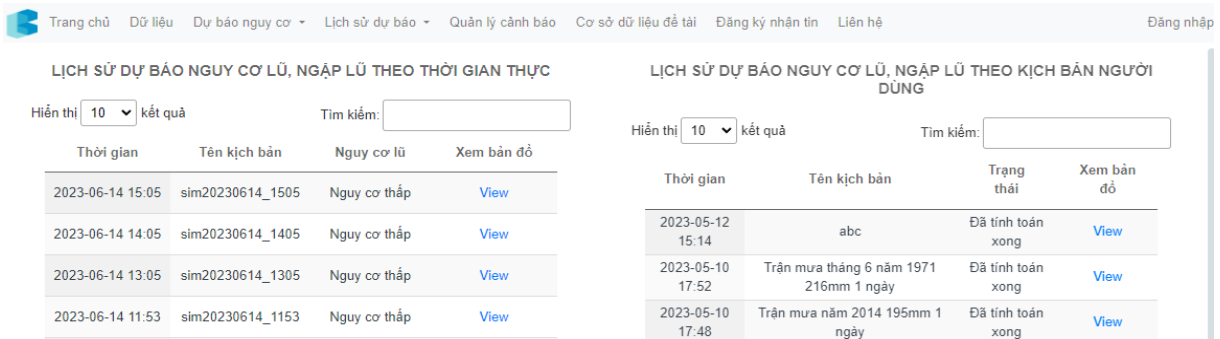 Trang chủ Dữ liệu Dự báo nguy cơ Lịch sử dự báo Quản lý cảnh báo Cơ sở dữ liệu đề tài Đăng ký nhận tin Liên hệ Đăng nhập
LỊCH SỬ DỰ BÁO NGUY CƠ LŨ, NGẬP LŨ THEO THỜI GIAN THỰC
Hiển thị 10 kết quả Tìm kiếm:
Thời gian Tên kịch bản Nguy cơ lũ Xem bản đồ
2023-06-14 15:05 sim20230614_1505 Nguy cơ thấp View
2023-06-14 14:05 sim20230614_1405 Nguy cơ thấp View
2023-06-14 13:05 sim20230614_1305 Nguy cơ thấp View
2023-06-14 11:53 sim20230614_1153 Nguy cơ thấp View
LỊCH SỬ DỰ BÁO NGUY CƠ LŨ, NGẬP LŨ THEO KỊCH BẢN NGƯỜI
DÙNG
Hiển thị 10 kết quả Tìm kiếm:
Thời gian Tên kịch bản Trạng thái Xem bản đồ
2023-05-12 15:14 abc Đã tính toán xong View
2023-05-10 17:52 Trận mưa tháng 6 năm 1971 216mm 1 ngày Đã tính toán xong View
2023-05-10 17:48 Trận mưa năm 2014 195mm 1 ngày Đã tính toán xong View